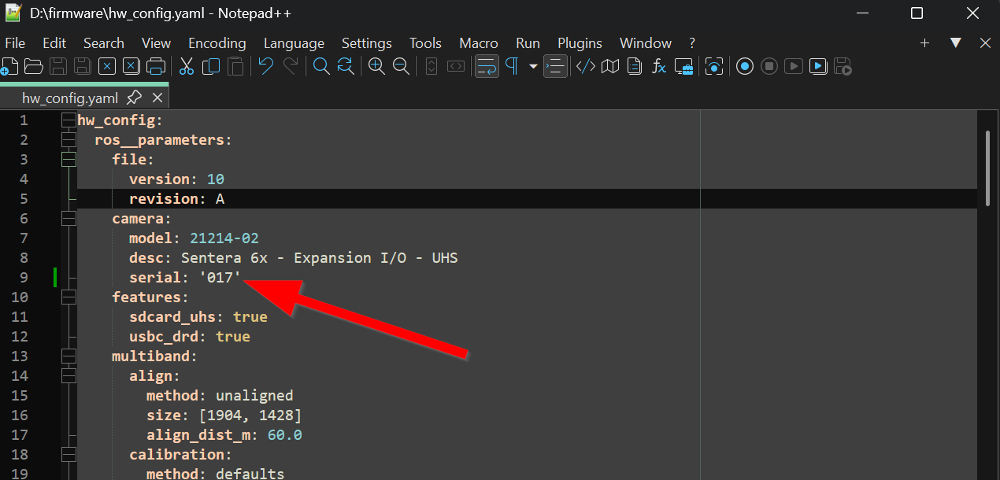 D:\firmware\hw_config.yaml - Notepad++
File Edit Search View Encoding Language Settings Tools Macro Run Plugins Window ?
hw_config.yaml
1 hw_config:
2 ros__parameters:
3 file:
4 version: 10
5 revision: A
6 camera:
7 model: 21214-02
8 desc: Sentera 6x - Expansion I/O - UHS
9 serial: '017'
10 features:
11 sdcard_uhs: true
12 usbc_drd: true
13 multiband:
14 align:
15 method: unaligned
16 size: [1904, 1428]
17 align_dist_m: 60.0
18 calibration:
19 method: defaults